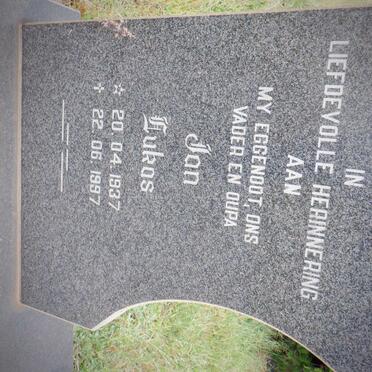 IN
LIEFDEVOLLE HERINNERING
AAN
MY EGGENOOT, ONS
VADER EN OUPA
Jan
Lukas
☆ 20.04.1937
✝ 22.06.1997